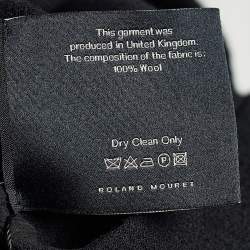 This garment was
produced in United Kingdom.
The composition of the fabric is:
100% Wool
Dry Clean Only
ROLAND MOURET